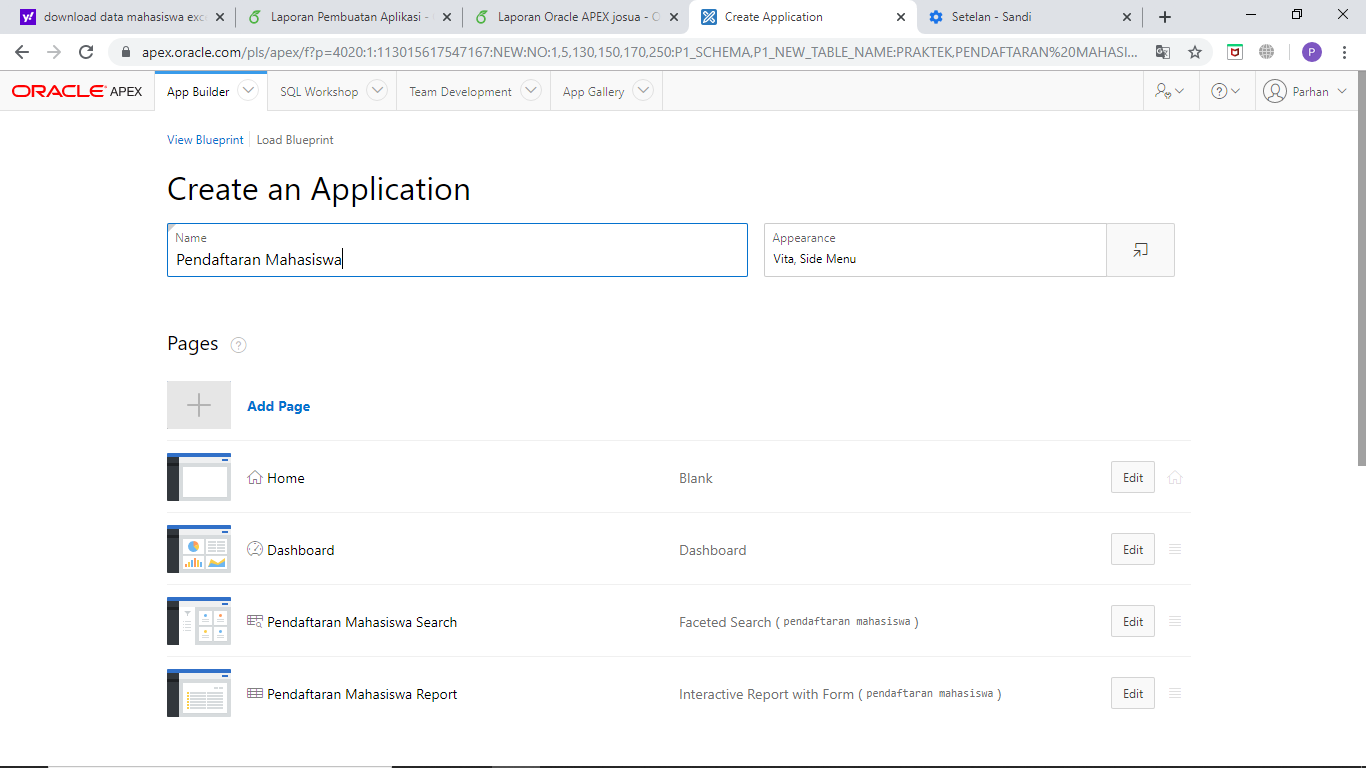 download data mahasiswa exc
Laporan Pembuatan Aplikasi -
Laporan Oracle APEX josua - O
Create Application
Setelan - Sandi
apex.oracle.com/pls/apex/f?p=4020:1:113015617547167:NEW:NO:1,5,130,150,170,250:P1_SCHEMA,P1_NEW_TABLE_NAME:PRAKTEK,PENDAFTARAN%20MAHASI...
P
ORACLE APEX
App Builder
SQL Workshop
Team Development
App Gallery
Parhan
View Blueprint
Load Blueprint
Create an Application
Name
Pendaftaran Mahasiswa
Appearance
Vita, Side Menu
Pages
Add Page
Home
Blank
Edit
Dashboard
Dashboard
Edit
Pendaftaran Mahasiswa Search
Faceted Search ( pendaftaran mahasiswa )
Edit
Pendaftaran Mahasiswa Report
Interactive Report with Form ( pendaftaran mahasiswa )
Edit